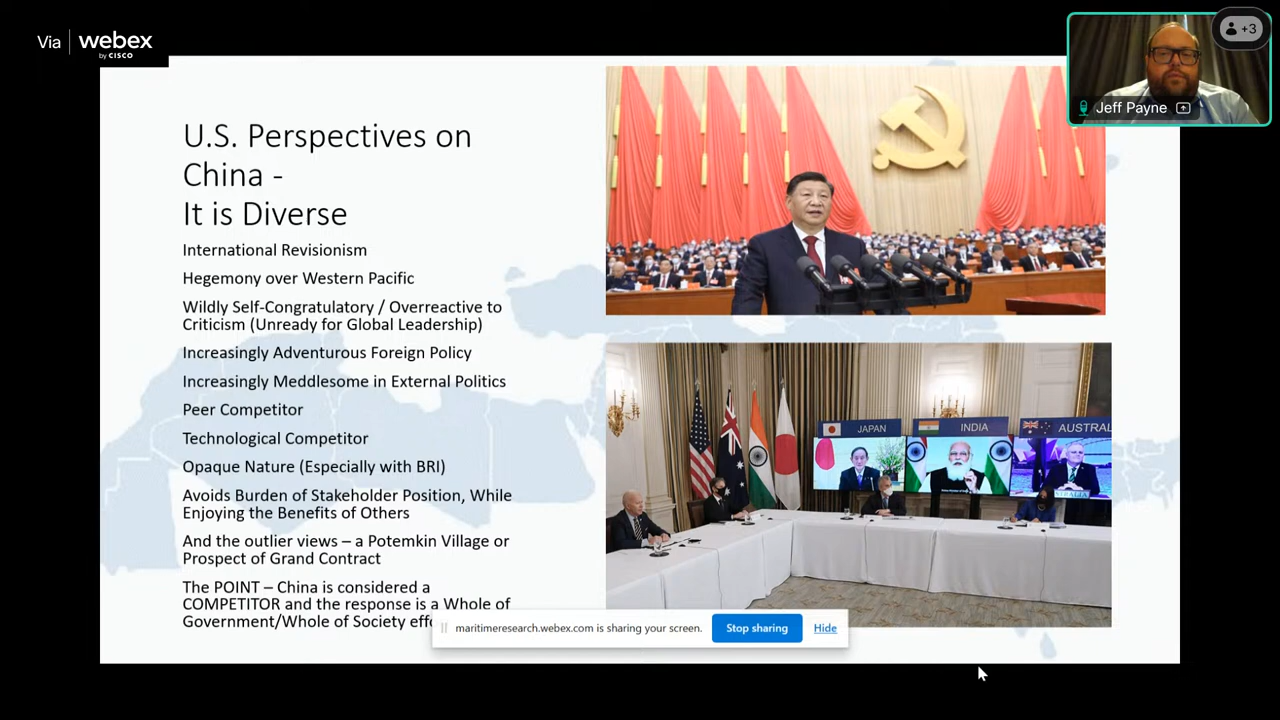 Via webex
by CISCO
+3
Jeff Payne
U.S. Perspectives on
China -
It is Diverse
International Revisionism
Hegemony over Western Pacific
Wildly Self-Congratulatory / Overreactive to
Criticism (Unready for Global Leadership)
Increasingly Adventurous Foreign Policy
Increasingly Meddlesome in External Politics
Peer Competitor
Technological Competitor
Opaque Nature (Especially with BRI)
Avoids Burden of Stakeholder Position, While
Enjoying the Benefits of Others
And the outlier views – a Potemkin Village or
Prospect of Grand Contract
The POINT – China is considered a
COMPETITOR and the response is a Whole of
Government/Whole of Society
JAPAN
INDIA
AUSTRAL
maritimeresearch.webex.com is sharing your screen.
Stop sharing
Hide